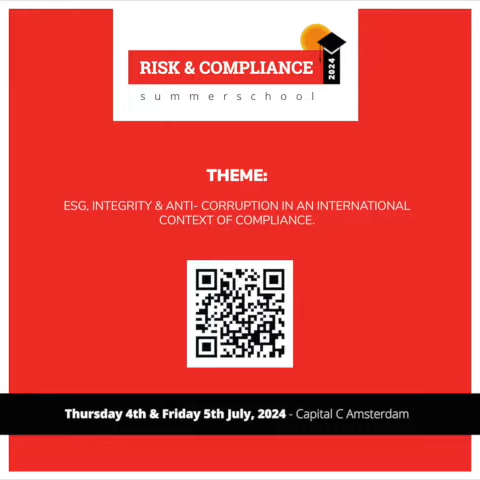 RISK & COMPLIANCE
2024
summerschool
THEME:
ESG, INTEGRITY & ANTI- CORRUPTION IN AN INTERNATIONAL
CONTEXT OF COMPLIANCE.
Thursday 4th & Friday 5th July, 2024 - Capital C Amsterdam